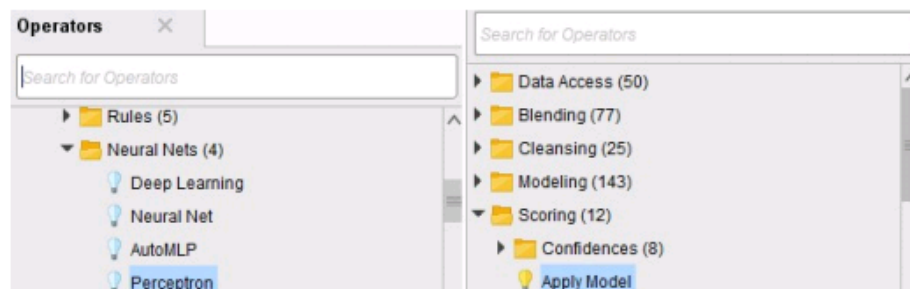 Operators
Search for Operators
Rules (5)
Neural Nets (4)
Deep Learning
Neural Net
AutoMLP
Perceptron
Search for Operators
Data Access (50)
Blending (77)
Cleansing (25)
Modeling (143)
Scoring (12)
Confidences (8)
Apply Model